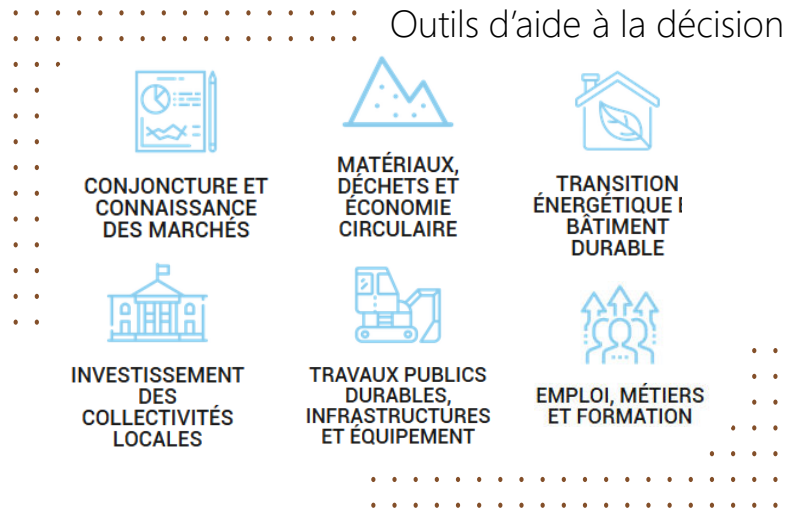 Outils d’aide à la décision
CONJONCTURE ET
CONNAISSANCE
DES MARCHÉS
MATÉRIAUX,
DÉCHETS ET
ÉCONOMIE
CIRCULAIRE
TRANSITION
ÉNERGÉTIQUE
BÂTIMENT
DURABLE
INVESTISSEMENT
DES
COLLECTIVITÉS
LOCALES
TRAVAUX PUBLICS
DURABLES,
INFRASTRUCTURES
ET ÉQUIPEMENT
EMPLOI, MÉTIERS
ET FORMATION